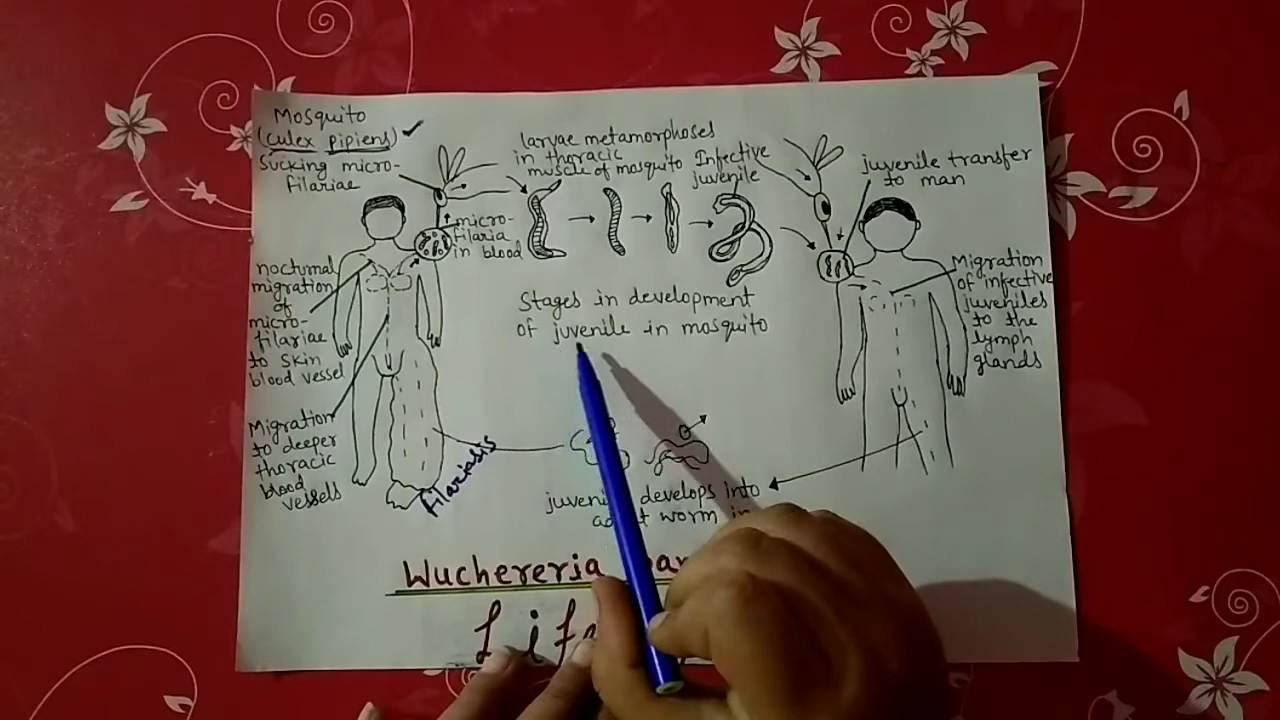 Mosquito
(culex pipiens) ✓
Sucking micro-
filariae
larvae metamorphoses
in thoracic
muscle of mosquito
Infective
juvenile
juvenile transfer
to man
micro-
filaria
in blood
nocturnal
migration
of
micro-
filariae
to skin
blood vessel
Stages in development
of juvenile in mosquito
Migration
of infective
juveniles
to the
lymph
glands
Migration
to deeper
thoracic
blood
vessels
filariasis
develops into
worm in
Wuchereria